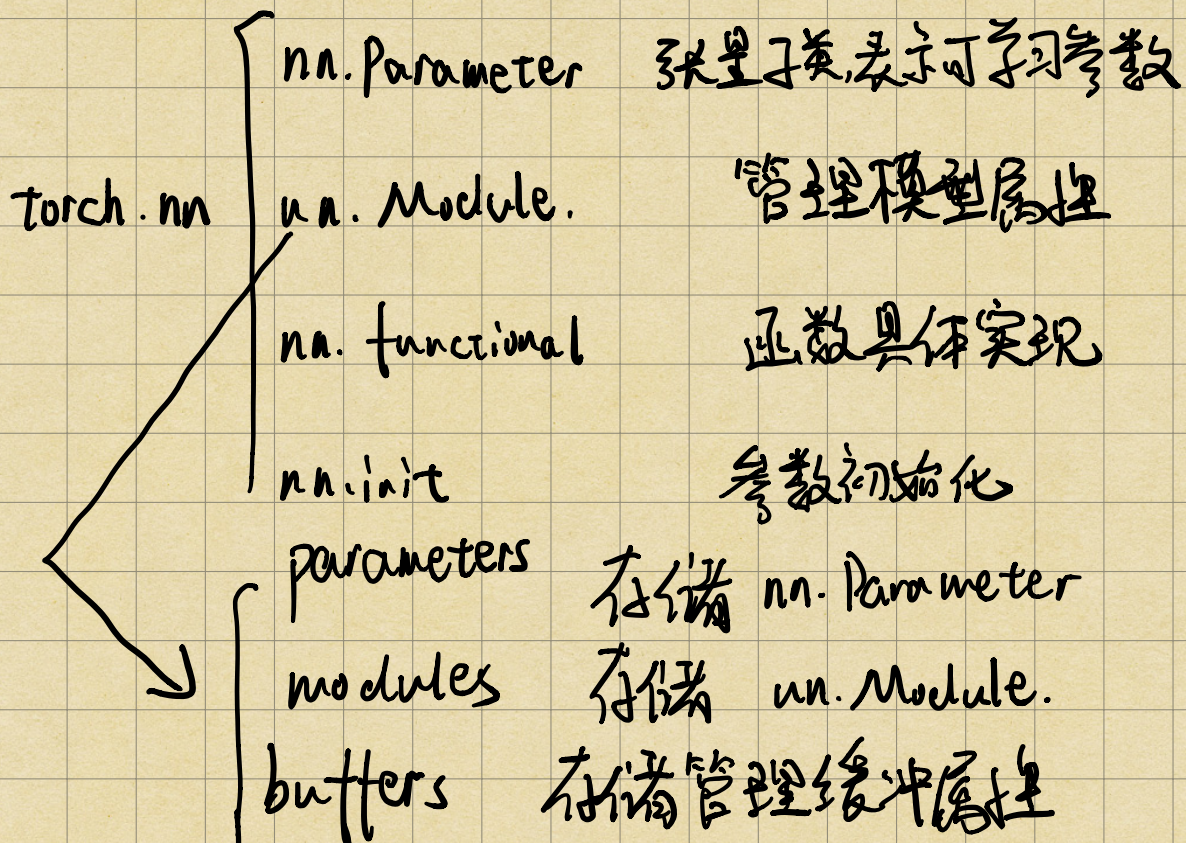 nn.Parameter 张量子类,表示可学习参数
torch.nn nn.Module. 管理模型属性
nn.functional 函数具体实现
nn.init 参数初始化
parameters 存储 nn.Parameter
modules 存储 nn.Module.
buffers 存储管理缓冲属性